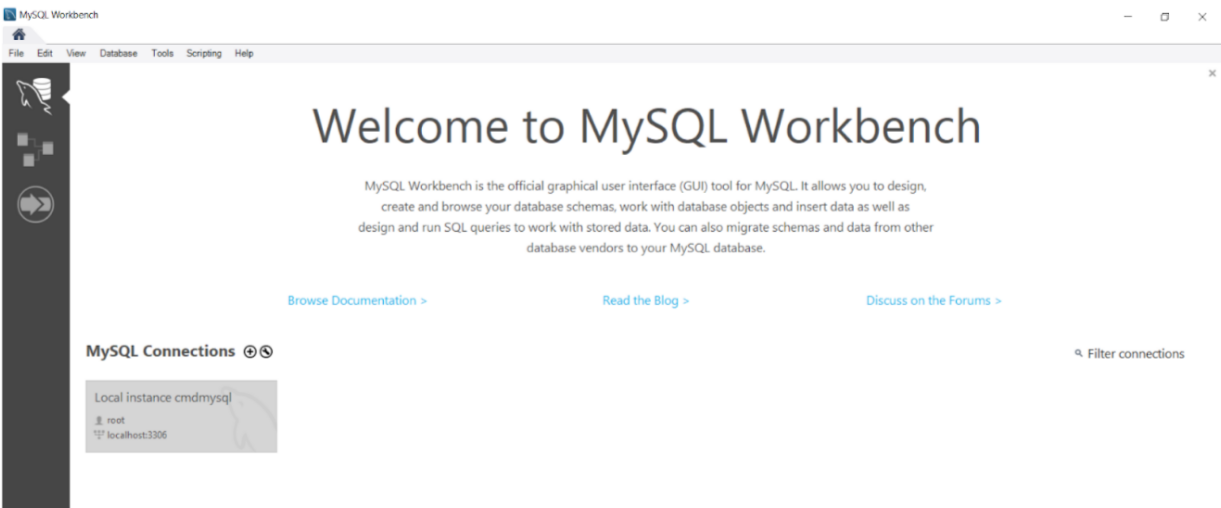 MySQL Workbench
File Edit View Database Tools Scripting Help
Welcome to MySQL Workbench
MySQL Workbench is the official graphical user interface (GUI) tool for MySQL. It allows you to design,
create and browse your database schemas, work with database objects and insert data as well as
design and run SQL queries to work with stored data. You can also migrate schemas and data from other
database vendors to your MySQL database.
Browse Documentation > Read the Blog > Discuss on the Forums >
MySQL Connections Filter connections
Local instance cmdmysql
root
localhost:3306